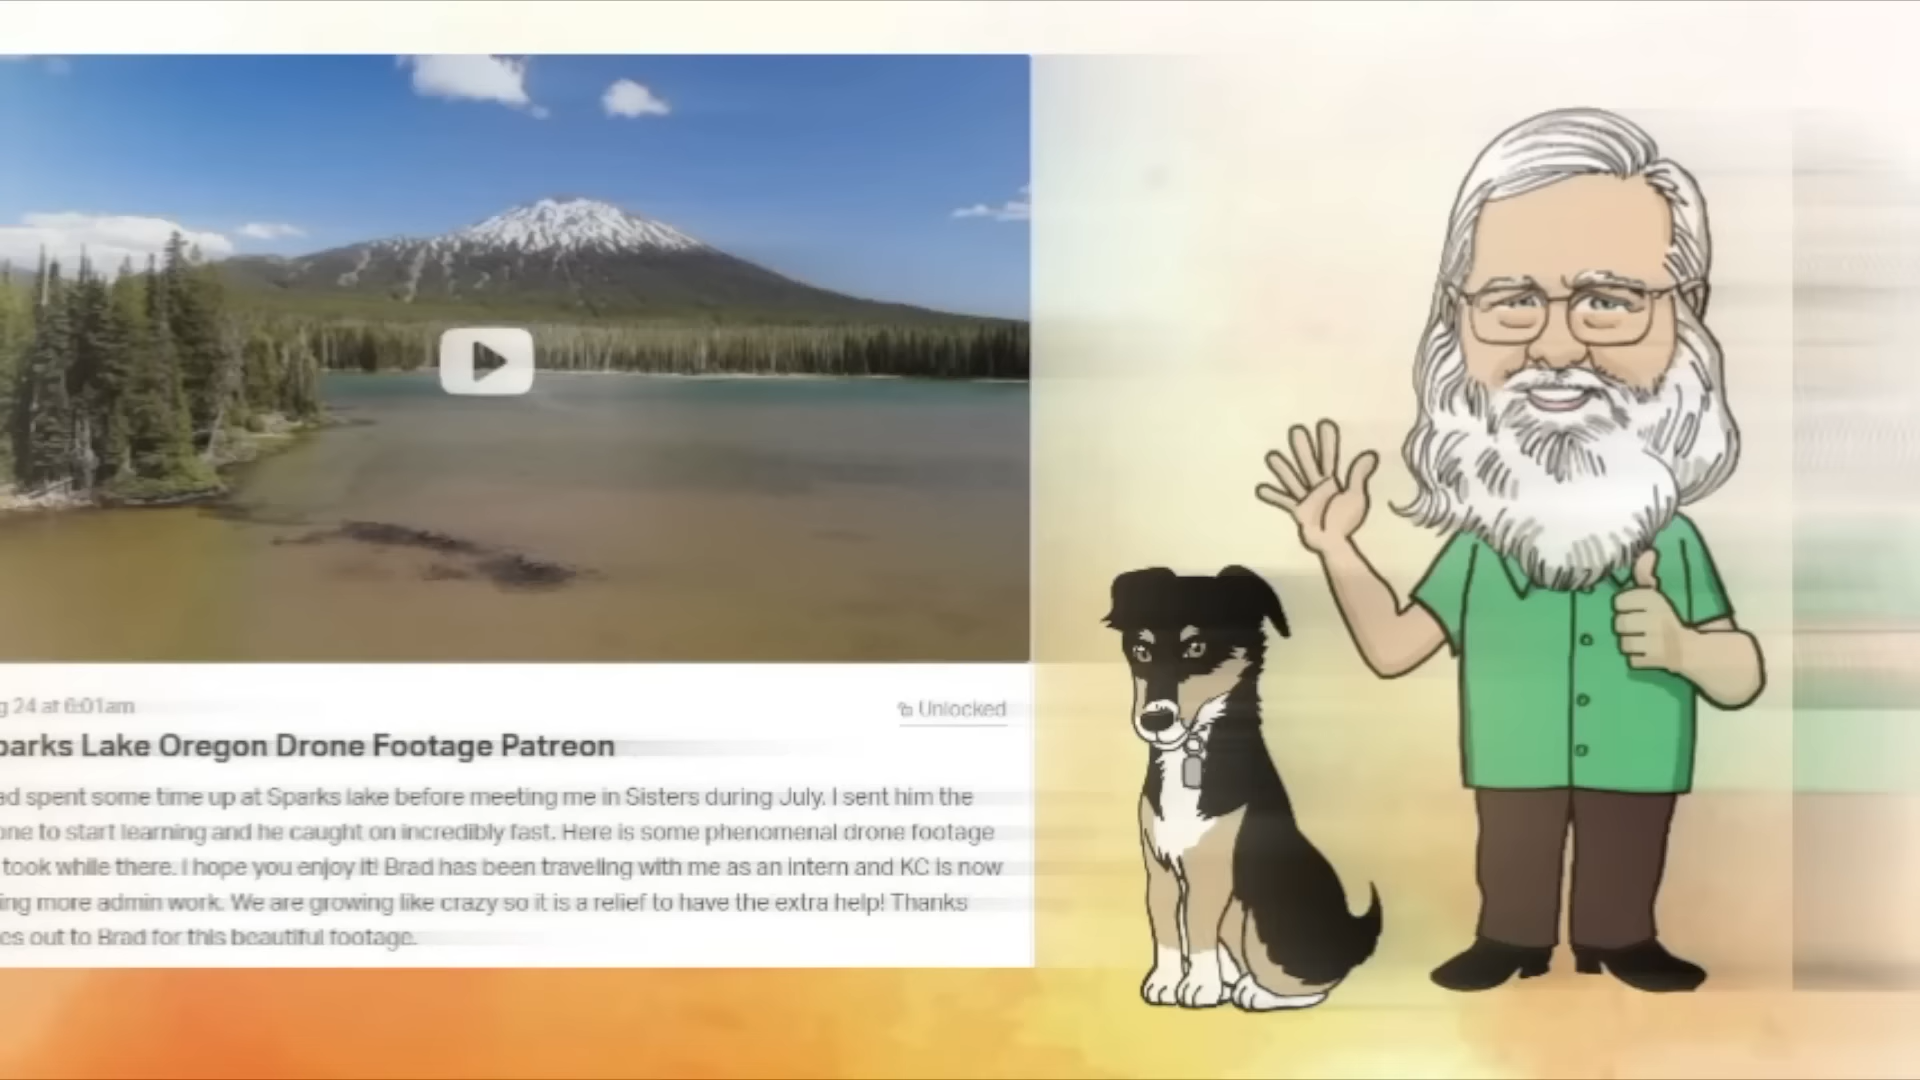 g 24 at 6:01am
Unlocked
parks Lake Oregon Drone Footage Patreon
ad spent some time up at Sparks lake before meeting me in Sisters during July. I sent him the
one to start learning and he caught on incredibly fast. Here is some phenomenal drone footage
took while there. I hope you enjoy it! Brad has been traveling with me as an intern and KC is now
ing more admin work. We are growing like crazy so it is a relief to have the extra help! Thanks
es out to Brad for this beautiful footage.